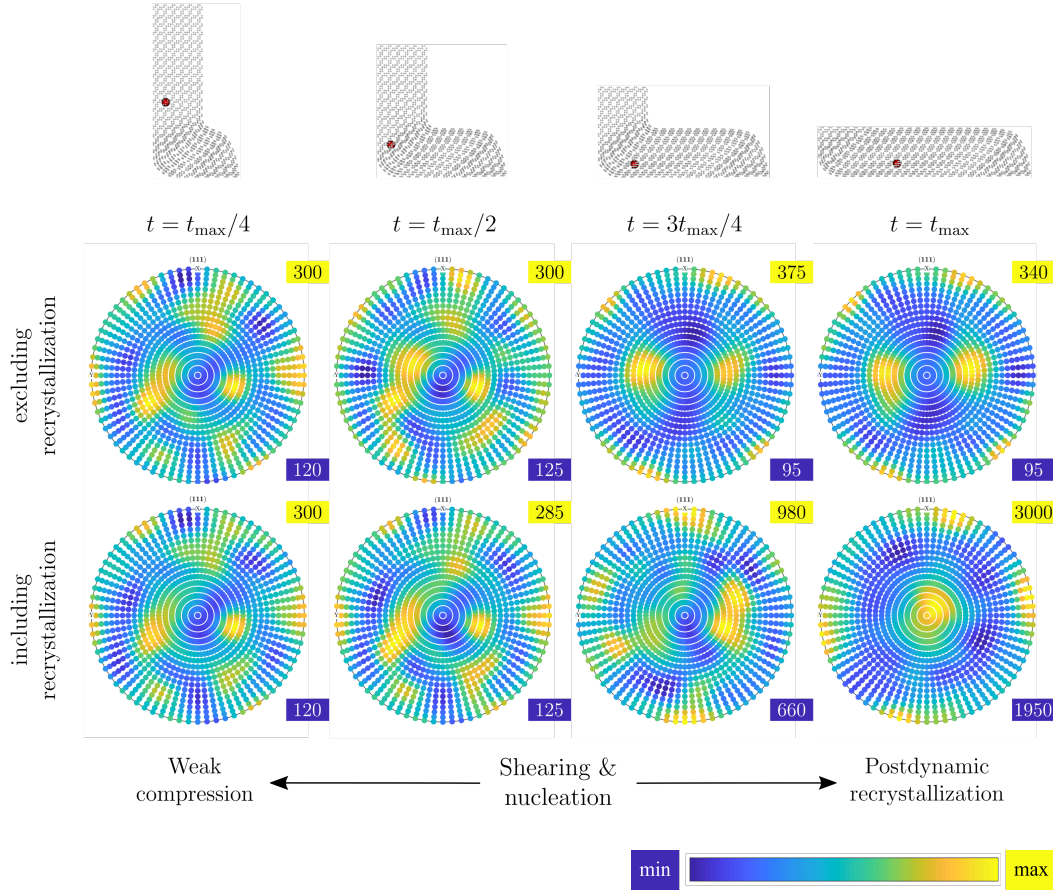 t = t_max/4
t = t_max/2
t = 3t_max/4
t = t_max
excluding
recrystallization
(111)
X
Y
300
120
(111)
X
Y
300
125
(111)
X
Y
375
95
(111)
X
Y
340
95
including
recrystallization
(111)
X
Y
300
120
(111)
X
Y
285
125
(111)
X
Y
980
660
(111)
X
Y
3000
1950
Weak
compression
Shearing &
nucleation
Postdynamic
recrystallization
min
max